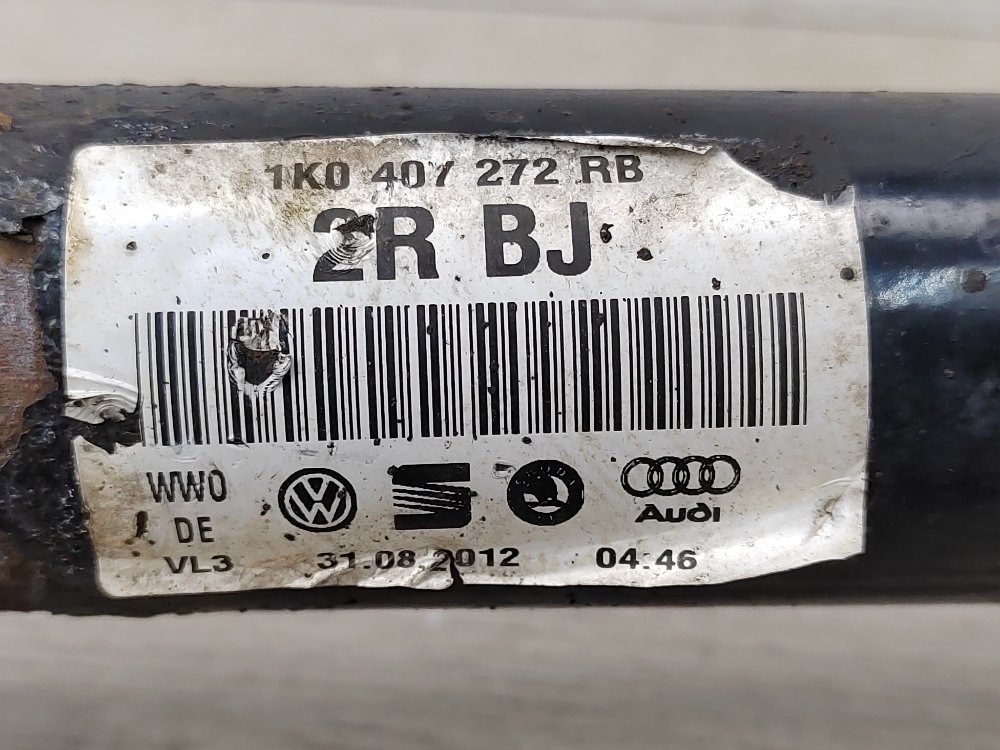 1K0 407 272 RB
2R BJ
WW0
DE
VL3
31.08.2012 04:46
Audi